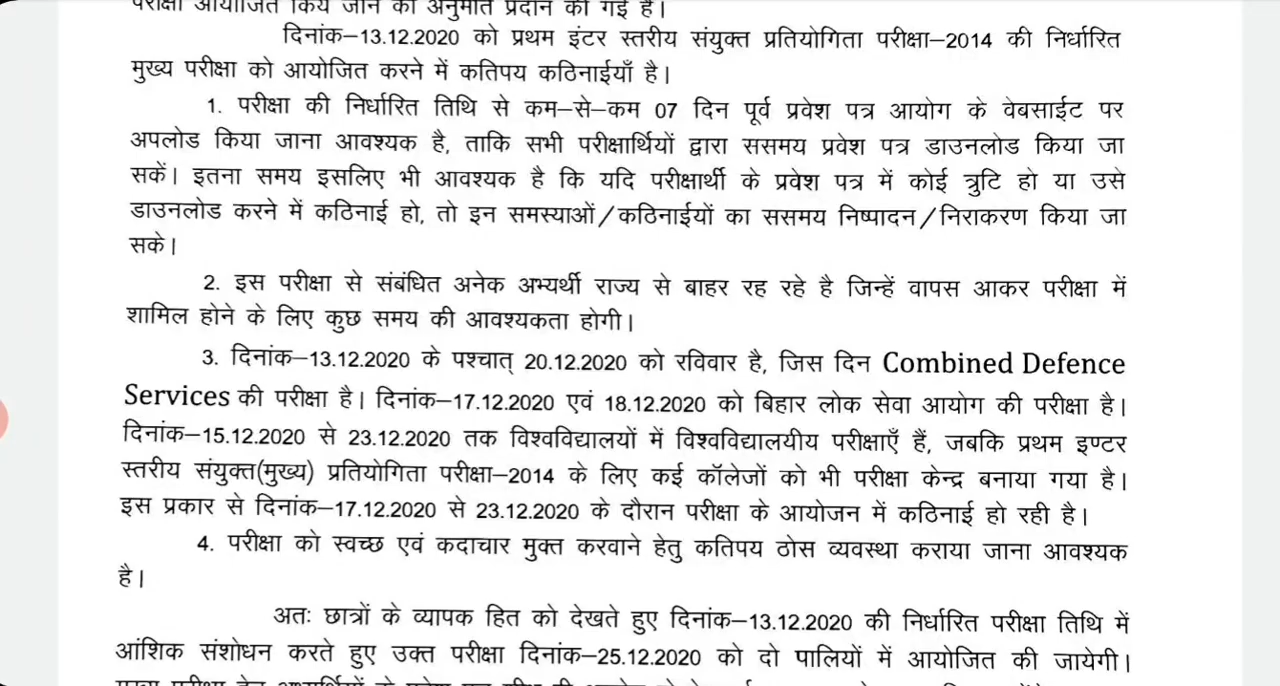 परीक्षा आयोजित किये जाने की अनुमति प्रदान की गई है।
दिनांक–13.12.2020 को प्रथम इंटर स्तरीय संयुक्त प्रतियोगिता परीक्षा–2014 की निर्धारित
मुख्य परीक्षा को आयोजित करने में कतिपय कठिनाईयाँ है।
1. परीक्षा की निर्धारित तिथि से कम–से–कम 07 दिन पूर्व प्रवेश पत्र आयोग के वेबसाईट पर
अपलोड किया जाना आवश्यक है, ताकि सभी परीक्षार्थियों द्वारा ससमय प्रवेश पत्र डाउनलोड किया जा
सकें। इतना समय इसलिए भी आवश्यक है कि यदि परीक्षार्थी के प्रवेश पत्र में कोई त्रुटि हो या उसे
डाउनलोड करने में कठिनाई हो, तो इन समस्याओं/कठिनाईयों का ससमय निष्पादन/निराकरण किया जा
सके।
2. इस परीक्षा से संबंधित अनेक अभ्यर्थी राज्य से बाहर रह रहे है जिन्हें वापस आकर परीक्षा में
शामिल होने के लिए कुछ समय की आवश्यकता होगी।
3. दिनांक–13.12.2020 के पश्चात् 20.12.2020 को रविवार है, जिस दिन Combined Defence
Services की परीक्षा है। दिनांक–17.12.2020 एवं 18.12.2020 को बिहार लोक सेवा आयोग की परीक्षा है।
दिनांक–15.12.2020 से 23.12.2020 तक विश्वविद्यालयों में विश्वविद्यालयीय परीक्षाएँ हैं, जबकि प्रथम इण्टर
स्तरीय संयुक्त(मुख्य) प्रतियोगिता परीक्षा–2014 के लिए कई कॉलेजों को भी परीक्षा केन्द्र बनाया गया है।
इस प्रकार से दिनांक–17.12.2020 से 23.12.2020 के दौरान परीक्षा के आयोजन में कठिनाई हो रही है।
4. परीक्षा को स्वच्छ एवं कदाचार मुक्त करवाने हेतु कतिपय ठोस व्यवस्था कराया जाना आवश्यक
है।
अतः छात्रों के व्यापक हित को देखते हुए दिनांक–13.12.2020 की निर्धारित परीक्षा तिथि में
आंशिक संशोधन करते हुए उक्त परीक्षा दिनांक–25.12.2020 को दो पालियों में आयोजित की जायेगी।